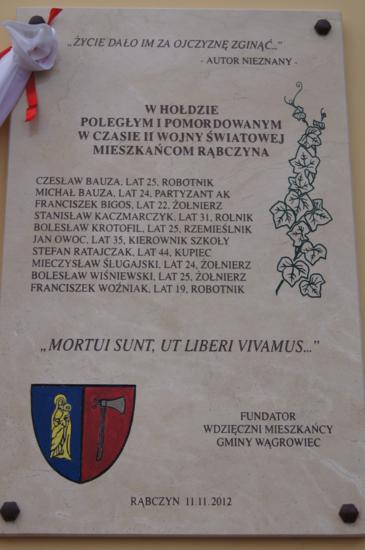 „ŻYCIE DAŁO IM ZA OJCZYZNĘ ZGINĄĆ..."
- AUTOR NIEZNANY -
W HOŁDZIE
POLEGŁYM I POMORDOWANYM
W CZASIE II WOJNY ŚWIATOWEJ
MIESZKAŃCOM RĄBCZYNA
CZESŁAW BAUZA, LAT 25, ROBOTNIK
MICHAŁ BAUZA, LAT 24, PARTYZANT AK
FRANCISZEK BIGOS, LAT 22, ŻOŁNIERZ
STANISŁAW KACZMARCZYK, LAT 31, ROLNIK
BOLESŁAW KROTOFIL, LAT 25, RZEMIEŚLNIK
JAN OWOC, LAT 35, KIEROWNIK SZKOŁY
STEFAN RATAJCZAK, LAT 44, KUPIEC
MIECZYSŁAW ŚLUGAJSKI, LAT 24, ŻOŁNIERZ
BOLESŁAW WIŚNIEWSKI, LAT 25, ŻOŁNIERZ
FRANCISZEK WOŹNIAK, LAT 19, ROBOTNIK
„MORTUI SUNT, UT LIBERI VIVAMUS..."
FUNDATOR
WDZIĘCZNI MIESZKAŃCY
GMINY WĄGROWIEC
RĄBCZYN 11.11.2012